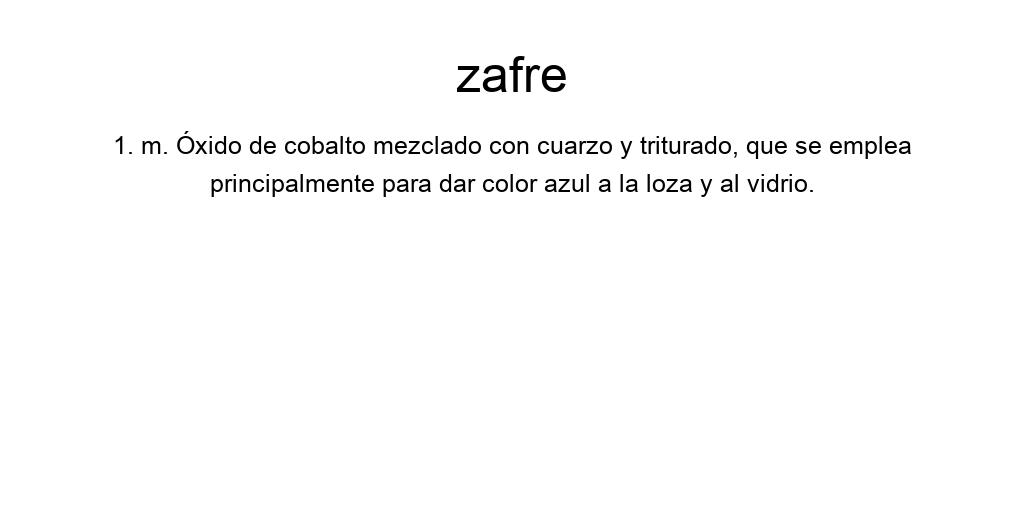 zafre
1. m. Óxido de cobalto mezclado con cuarzo y triturado, que se emplea
principalmente para dar color azul a la loza y al vidrio.